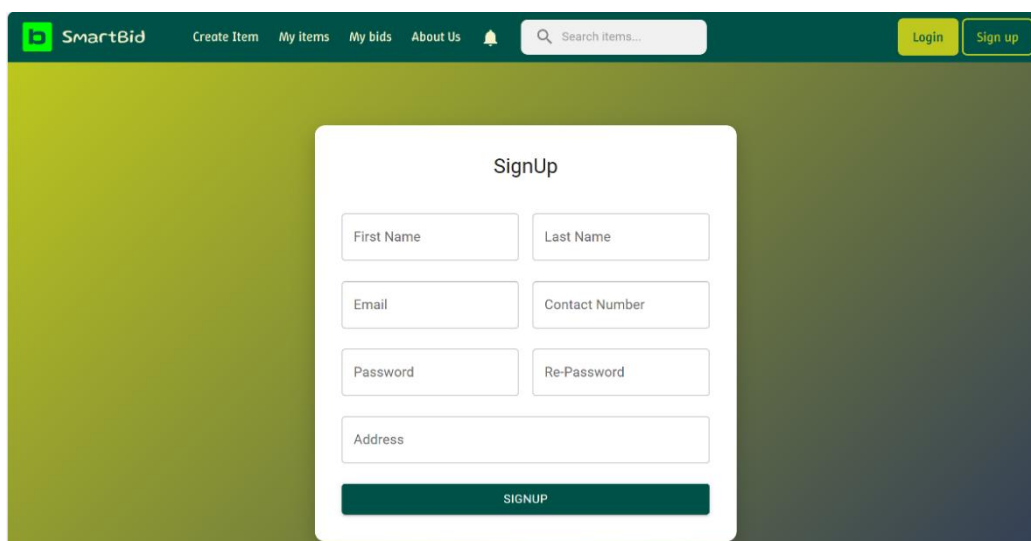 b SmartBid Create Item My items My bids About Us Search items... Login Sign up
SignUp
First Name Last Name
Email Contact Number
Password Re-Password
Address
SIGNUP